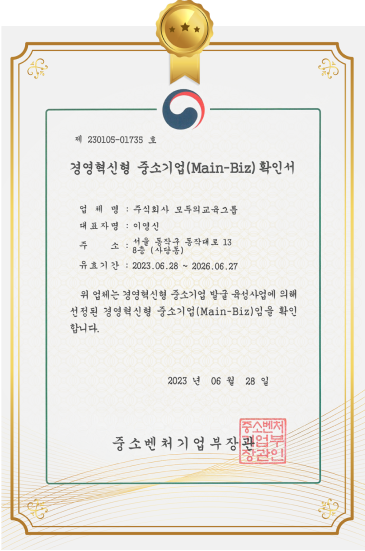 제 230105-01735 호
경영혁신형 중소기업(Main-Biz) 확인서
업 체 명 : 주식회사 모두의교육그룹
대표자명 : 이영신
주 소 : 서울 동작구 동작대로 13
8층 (사당동)
유효기간 : 2023.06.28 ~ 2026.06.27
위 업체는 경영혁신형 중소기업 발굴 육성사업에 의해
선정된 경영혁신형 중소기업(Main-Biz)임을 확인
합니다.
2023 년 06 월 28 일
중소벤처기업부장관
중소벤처
기업부
장관인